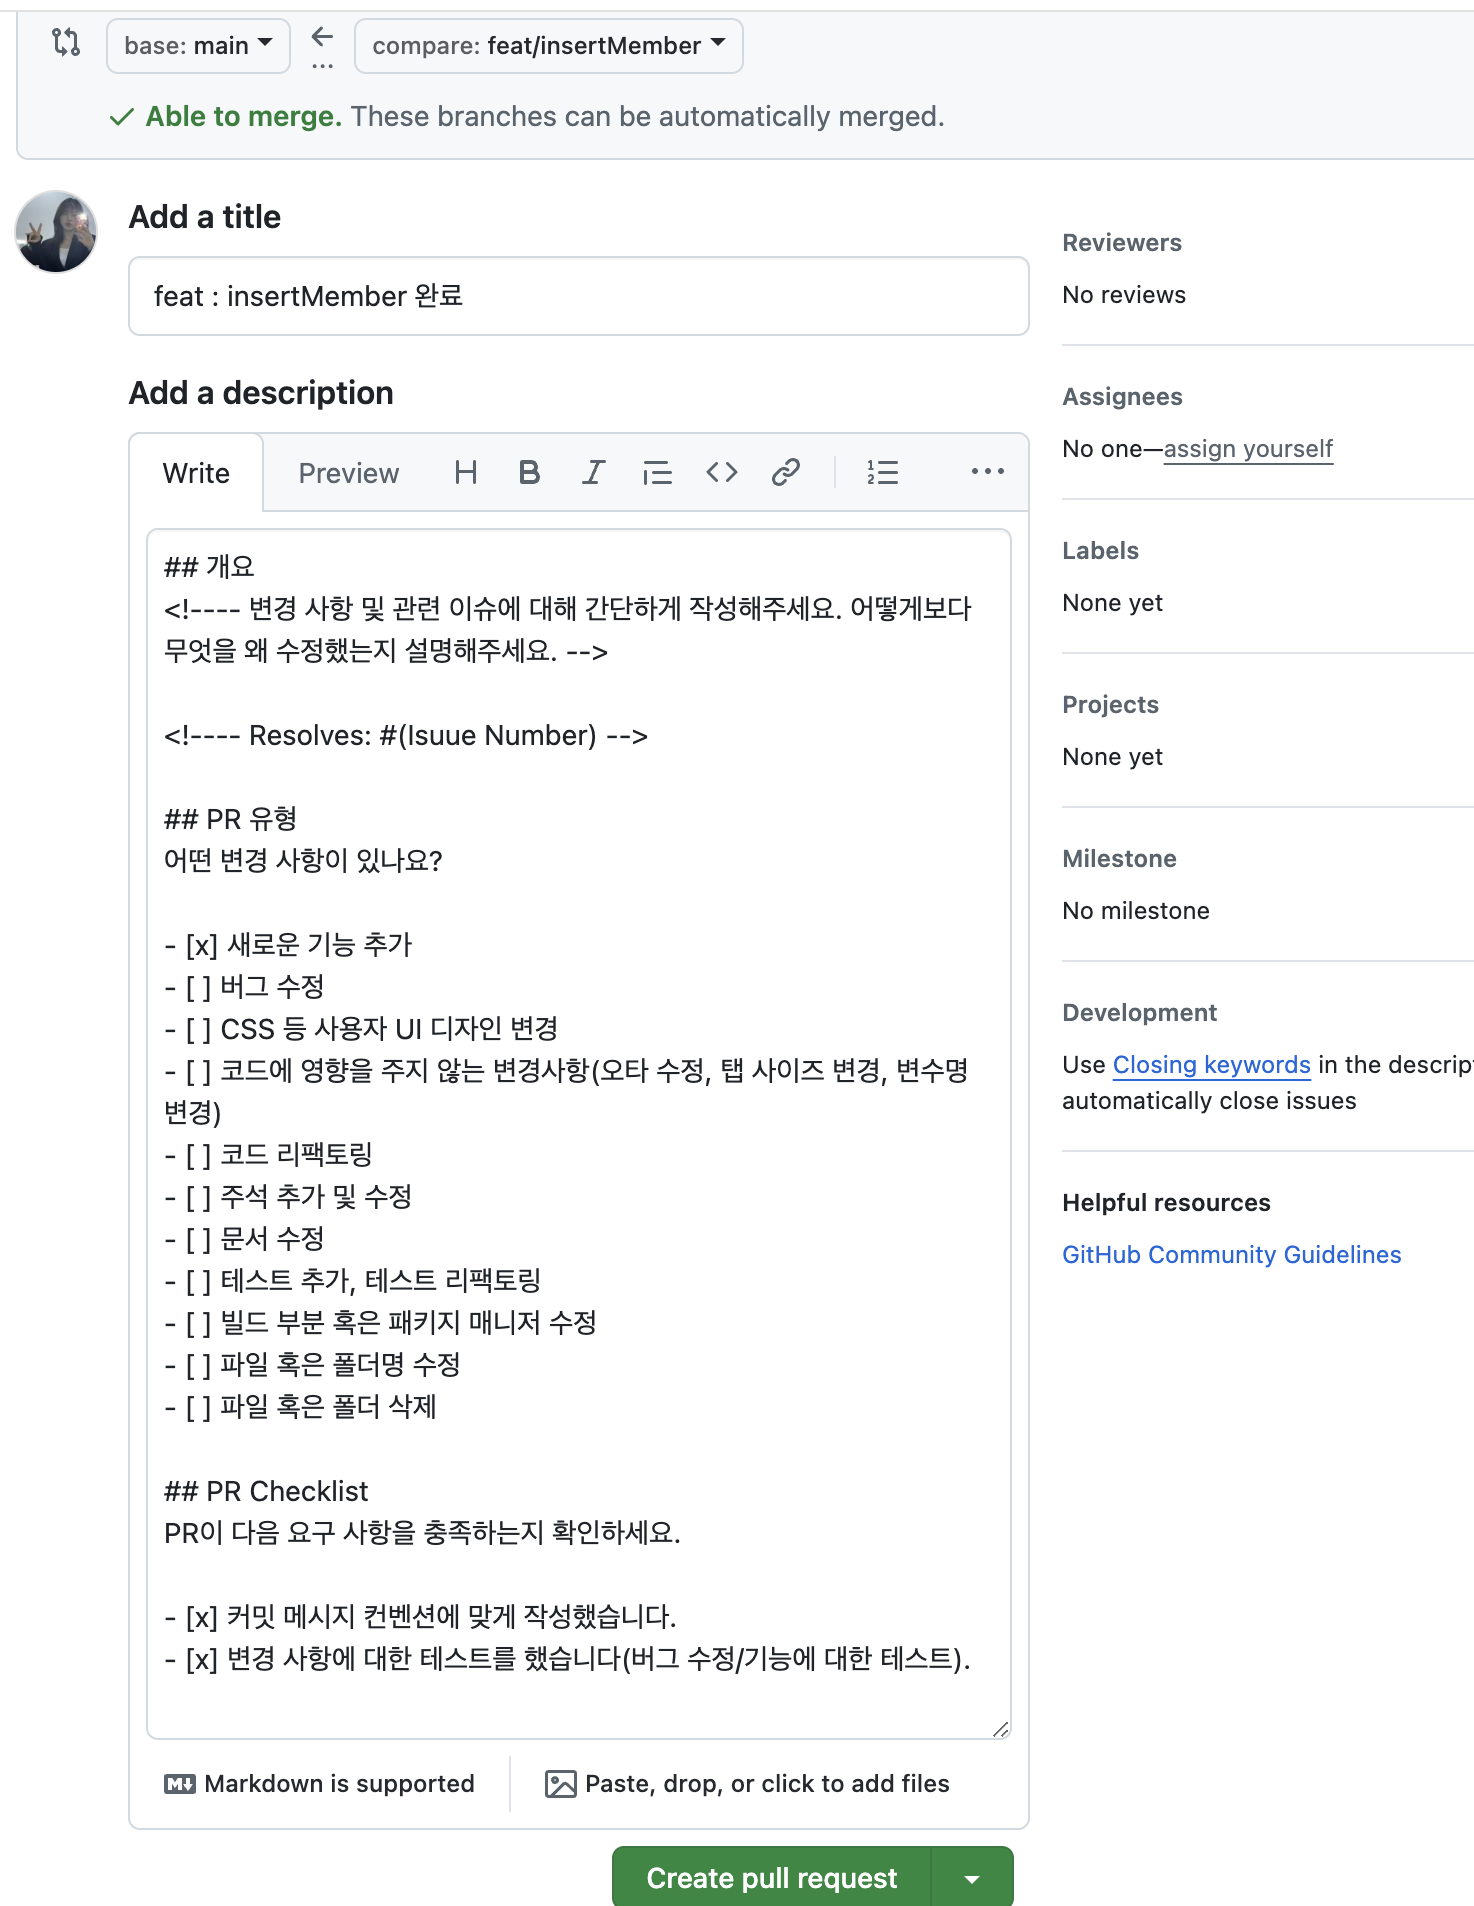 base: main
←
...
compare: feat/insertMember
Able to merge. These branches can be automatically merged.
Add a title
feat : insertMember 완료
Add a description
Write
Preview
## 개요
<!---- 변경 사항 및 관련 이슈에 대해 간단하게 작성해주세요. 어떻게보다
무엇을 왜 수정했는지 설명해주세요. -->
<!---- Resolves: #(Isuue Number) -->
## PR 유형
어떤 변경 사항이 있나요?
- [x] 새로운 기능 추가
- [ ] 버그 수정
- [ ] CSS 등 사용자 UI 디자인 변경
- [ ] 코드에 영향을 주지 않는 변경사항(오타 수정, 탭 사이즈 변경, 변수명
변경)
- [ ] 코드 리팩토링
- [ ] 주석 추가 및 수정
- [ ] 문서 수정
- [ ] 테스트 추가, 테스트 리팩토링
- [ ] 빌드 부분 혹은 패키지 매니저 수정
- [ ] 파일 혹은 폴더명 수정
- [ ] 파일 혹은 폴더 삭제
## PR Checklist
PR이 다음 요구 사항을 충족하는지 확인하세요.
- [x] 커밋 메시지 컨벤션에 맞게 작성했습니다.
- [x] 변경 사항에 대한 테스트를 했습니다(버그 수정/기능에 대한 테스트).
Markdown is supported
Paste, drop, or click to add files
Create pull request
Reviewers
No reviews
Assignees
No one—assign yourself
Labels
None yet
Projects
None yet
Milestone
No milestone
Development
Use Closing keywords in the descrip
automatically close issues
Helpful resources
GitHub Community Guidelines